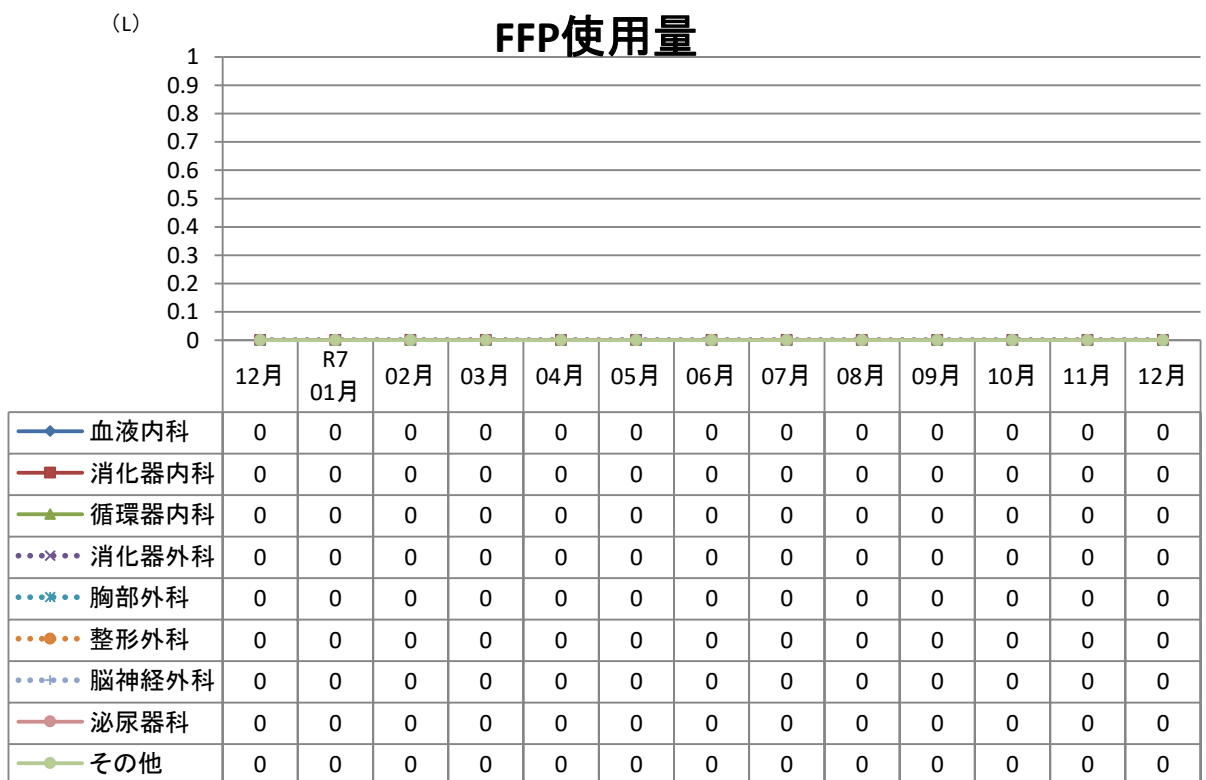 （L）
FFP使用量
1
0.9
0.8
0.7
0.6
0.5
0.4
0.3
0.2
0.1
0
12月 R7 01月 02月 03月 04月 05月 06月 07月 08月 09月 10月 11月 12月
血液内科 0 0 0 0 0 0 0 0 0 0 0 0 0
消化器内科 0 0 0 0 0 0 0 0 0 0 0 0 0
循環器内科 0 0 0 0 0 0 0 0 0 0 0 0 0
消化器外科 0 0 0 0 0 0 0 0 0 0 0 0 0
胸部外科 0 0 0 0 0 0 0 0 0 0 0 0 0
整形外科 0 0 0 0 0 0 0 0 0 0 0 0 0
脳神経外科 0 0 0 0 0 0 0 0 0 0 0 0 0
泌尿器科 0 0 0 0 0 0 0 0 0 0 0 0 0
その他 0 0 0 0 0 0 0 0 0 0 0 0 0